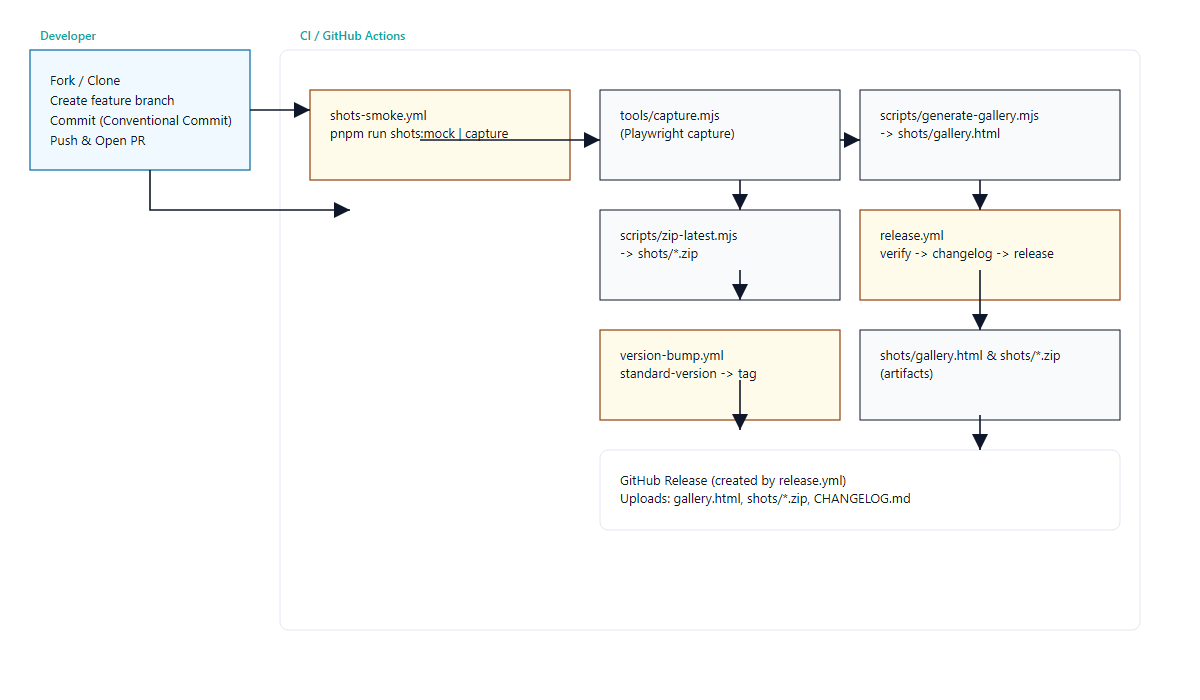 Developer
CI / GitHub Actions
Fork / Clone
Create feature branch
Commit (Conventional Commit)
Push & Open PR
shots-smoke.yml
pnpm run shots:mock | capture
tools/capture.mjs
(Playwright capture)
scripts/generate-gallery.mjs
-> shots/gallery.html
scripts/zip-latest.mjs
-> shots/*.zip
release.yml
verify -> changelog -> release
version-bump.yml
standard-version -> tag
shots/gallery.html & shots/*.zip
(artifacts)
GitHub Release (created by release.yml)
Uploads: gallery.html, shots/*.zip, CHANGELOG.md